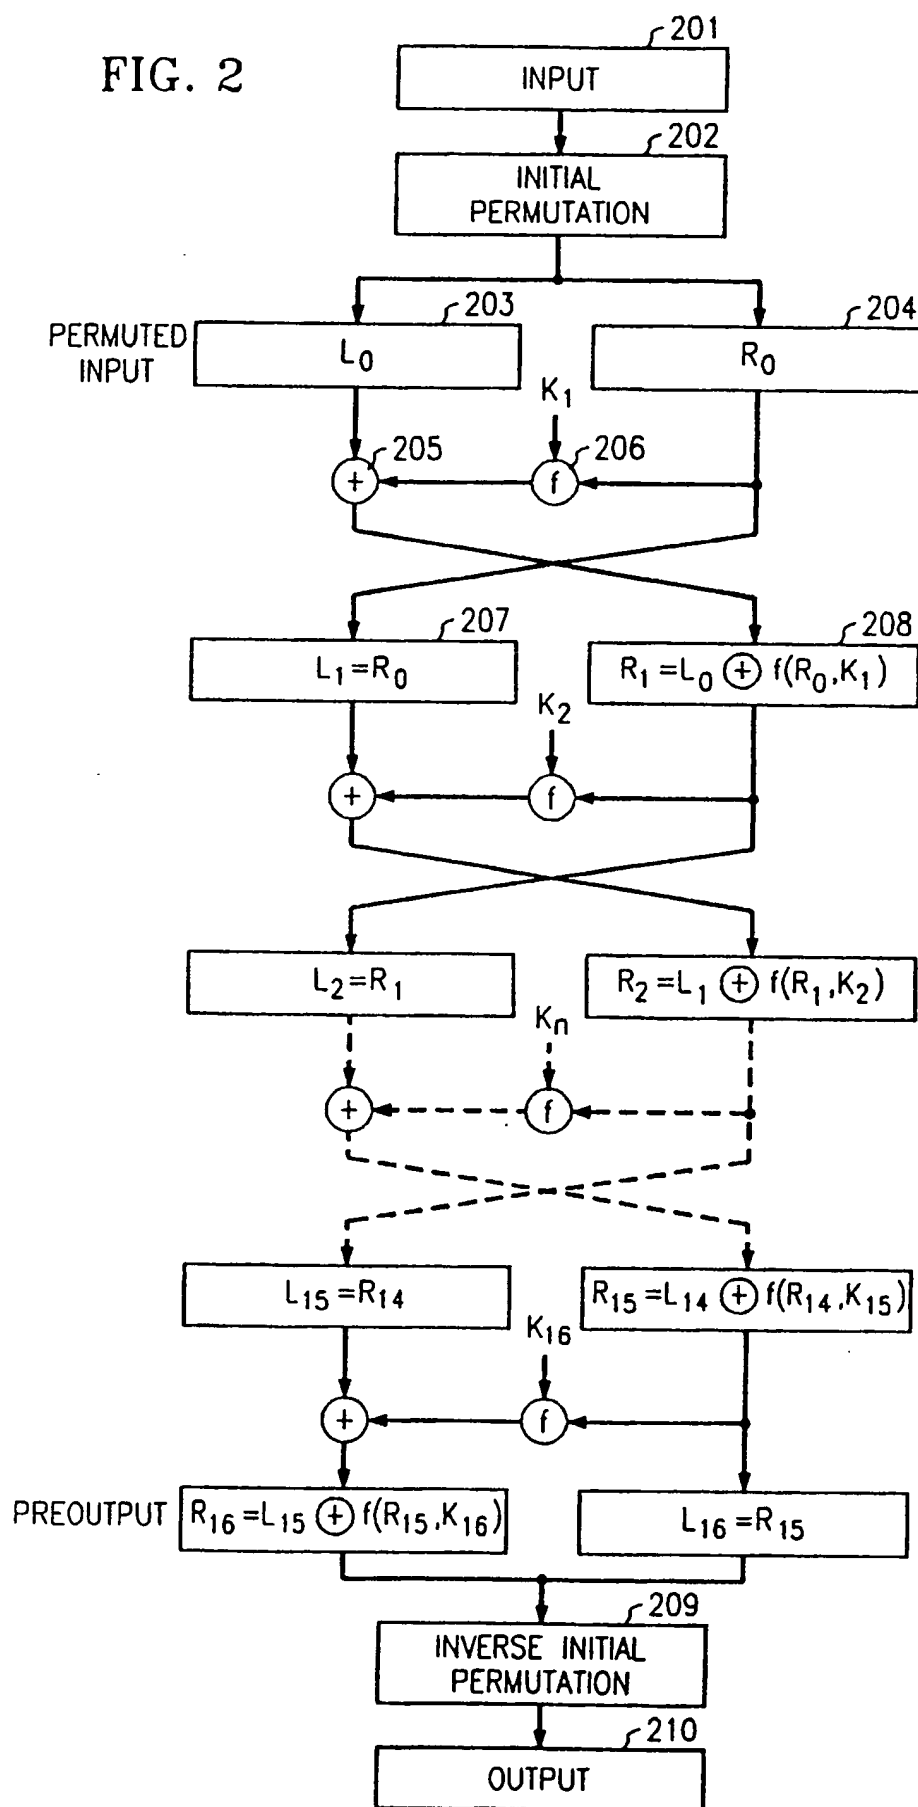 FIG. 2
201
INPUT
202
INITIAL
PERMUTATION
203
204
PERMUTED
INPUT
L₀
R₀
K₁
205
206
+
f
207
208
L₁=R₀
R₁=L₀ ⊕ f(R₀,K₁)
K₂
+
f
L₂=R₁
R₂=L₁ ⊕ f(R₁,K₂)
Kₙ
+
f
L₁₅=R₁₄
R₁₅=L₁₄ ⊕ f(R₁₄,K₁₅)
K₁₆
+
f
PREOUTPUT
R₁₆=L₁₅ ⊕ f(R₁₅,K₁₆)
L₁₆=R₁₅
209
INVERSE INITIAL
PERMUTATION
210
OUTPUT